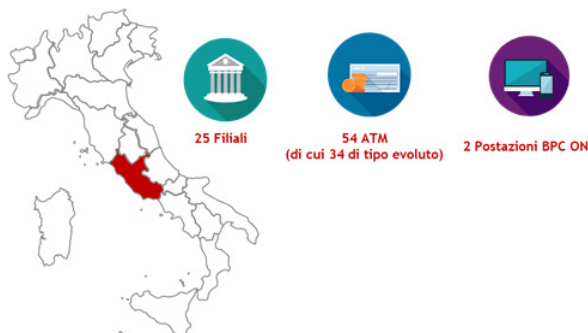 25 Filiali
54 ATM
(di cui 34 di tipo evoluto)
2 Postazioni BPC ON